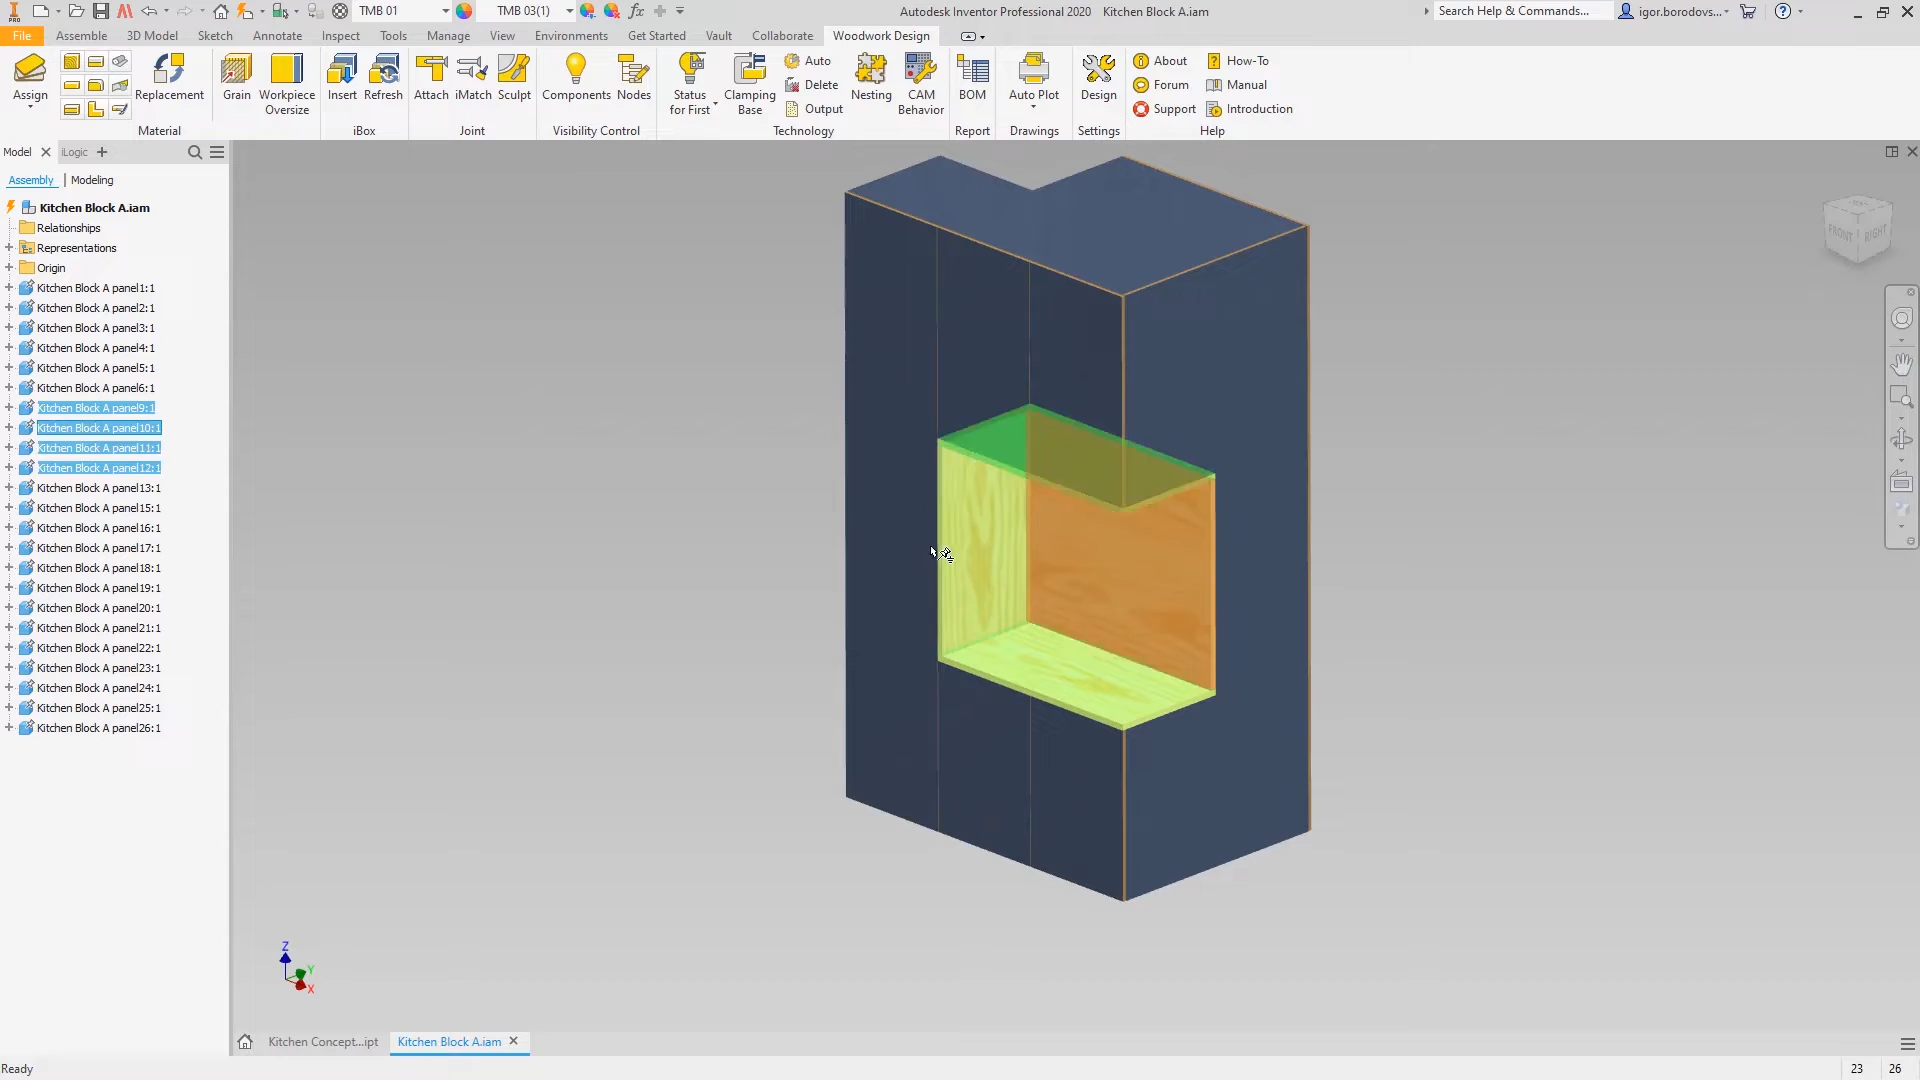 TMB 01 TMB 03(1) Autodesk Inventor Professional 2020 Kitchen Block A.iam Search Help & Commands... igor.borodovs...
File Assemble 3D Model Sketch Annotate Inspect Tools Manage View Environments Get Started Vault Collaborate Woodwork Design
Assign Replacement Grain Workpiece Oversize Insert Refresh Attach iMatch Sculpt Components Nodes Status for First Clamping Base Auto Delete Output Nesting CAM Behavior BOM Auto Plot Design About Forum Support How-To Manual Introduction
Material iBox Joint Visibility Control Technology Report Drawings Settings Help
Model iLogic
Assembly Modeling
Kitchen Block A.iam
Relationships
Representations
Origin
Kitchen Block A panel1:1
Kitchen Block A panel2:1
Kitchen Block A panel3:1
Kitchen Block A panel4:1
Kitchen Block A panel5:1
Kitchen Block A panel6:1
Kitchen Block A panel9:1
Kitchen Block A panel10:1
Kitchen Block A panel11:1
Kitchen Block A panel12:1
Kitchen Block A panel13:1
Kitchen Block A panel15:1
Kitchen Block A panel16:1
Kitchen Block A panel17:1
Kitchen Block A panel18:1
Kitchen Block A panel19:1
Kitchen Block A panel20:1
Kitchen Block A panel21:1
Kitchen Block A panel22:1
Kitchen Block A panel23:1
Kitchen Block A panel24:1
Kitchen Block A panel25:1
Kitchen Block A panel26:1
FRONT RIGHT
Z
Y
X
Kitchen Concept...ipt Kitchen Block A.iam
Ready 23 26